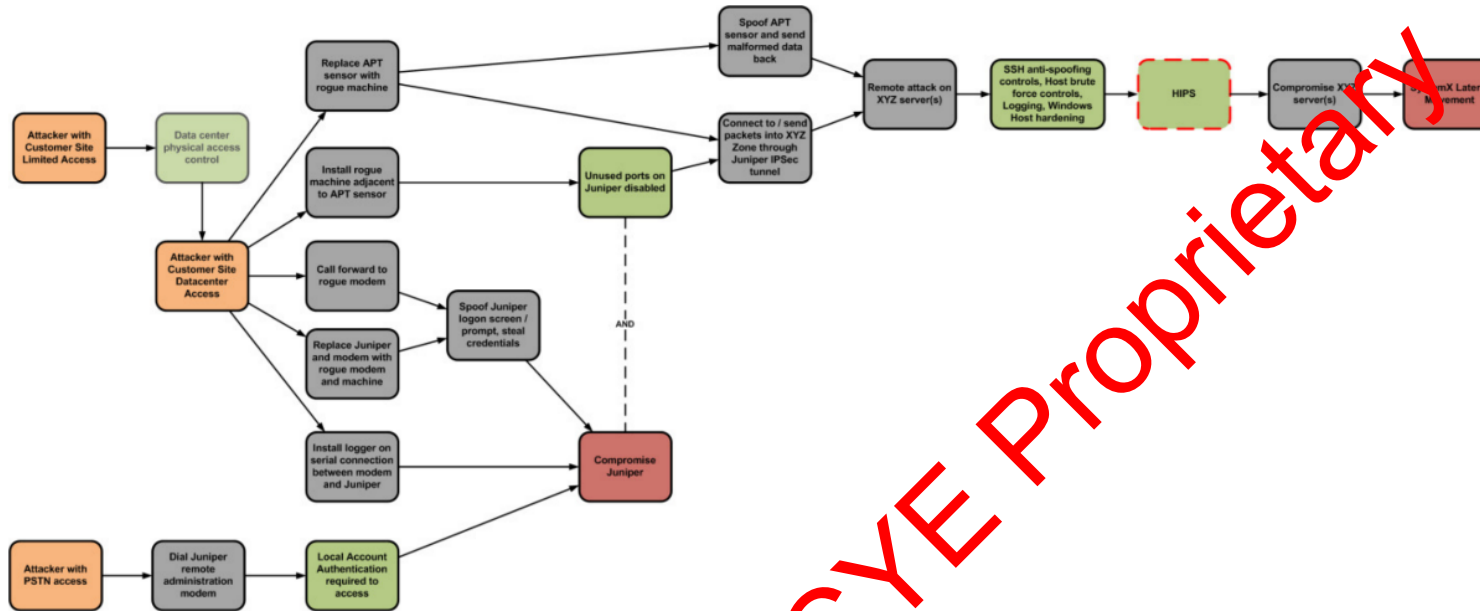 Spoof APT
sensor and send
malformed data
back
Replace APT
sensor with
rogue machine
Remote attack on
XYZ server(s)
SSH anti-spoofing
controls, Host brute
force controls,
Logging, Windows
Host hardening
HIPS
Compromise XYZ
server(s)
Movement
Attacker with
Customer Site
Limited Access
Data center
physical access
control
Connect to / send
packets into XYZ
Zone through
Juniper IPSec
tunnel
Install rogue
machine adjacent
to APT sensor
Unused ports on
Juniper disabled
Attacker with
Customer Site
Datacenter
Access
Call forward to
rogue modem
Spoof Juniper
logon screen /
prompt, steal
credentials
AND
Replace Juniper
and modem with
rogue modem
and machine
Install logger on
serial connection
between modem
and Juniper
Compromise
Juniper
Attacker with
PSTN access
Dial Juniper
remote
administration
modem
Local Account
Authentication
required to
access
Proprietary